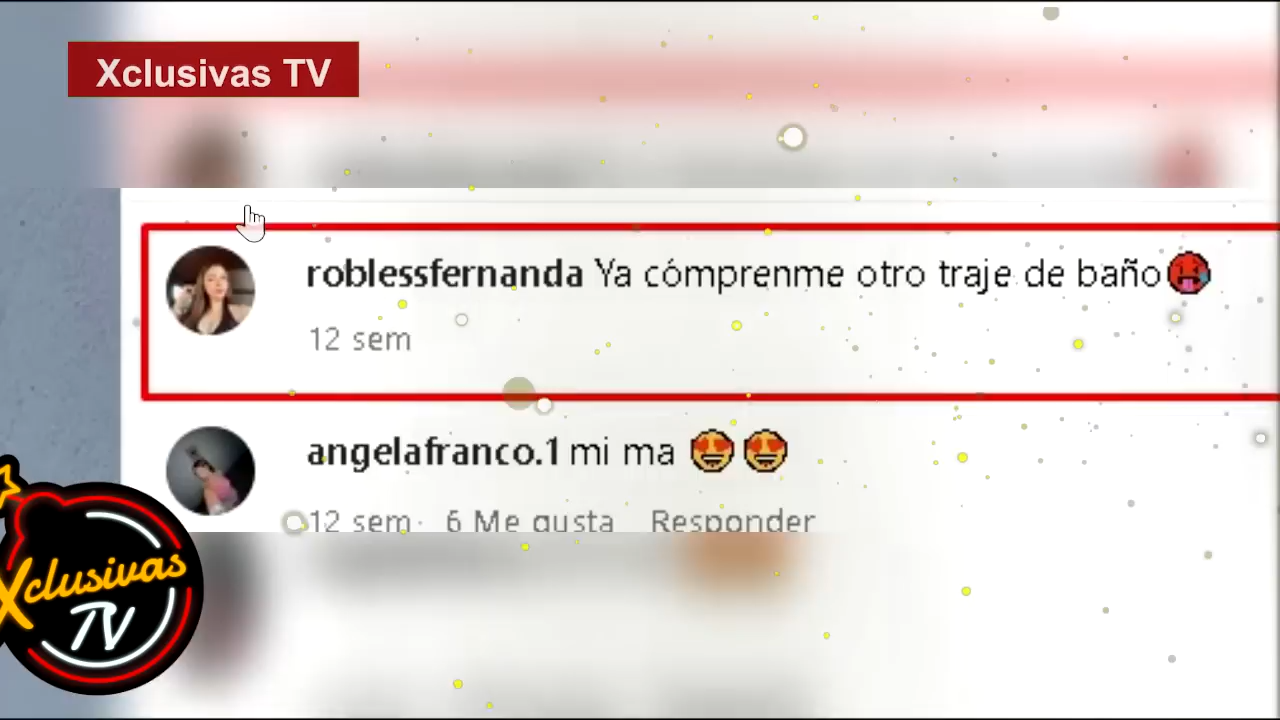 Xclusivas TV
roblessfernanda Ya cómprenme otro traje de baño🥵
12 sem
angelafranco.1 mi ma 😍😍
12 sem · 6 Me gusta Responder
Xclusivas
TV